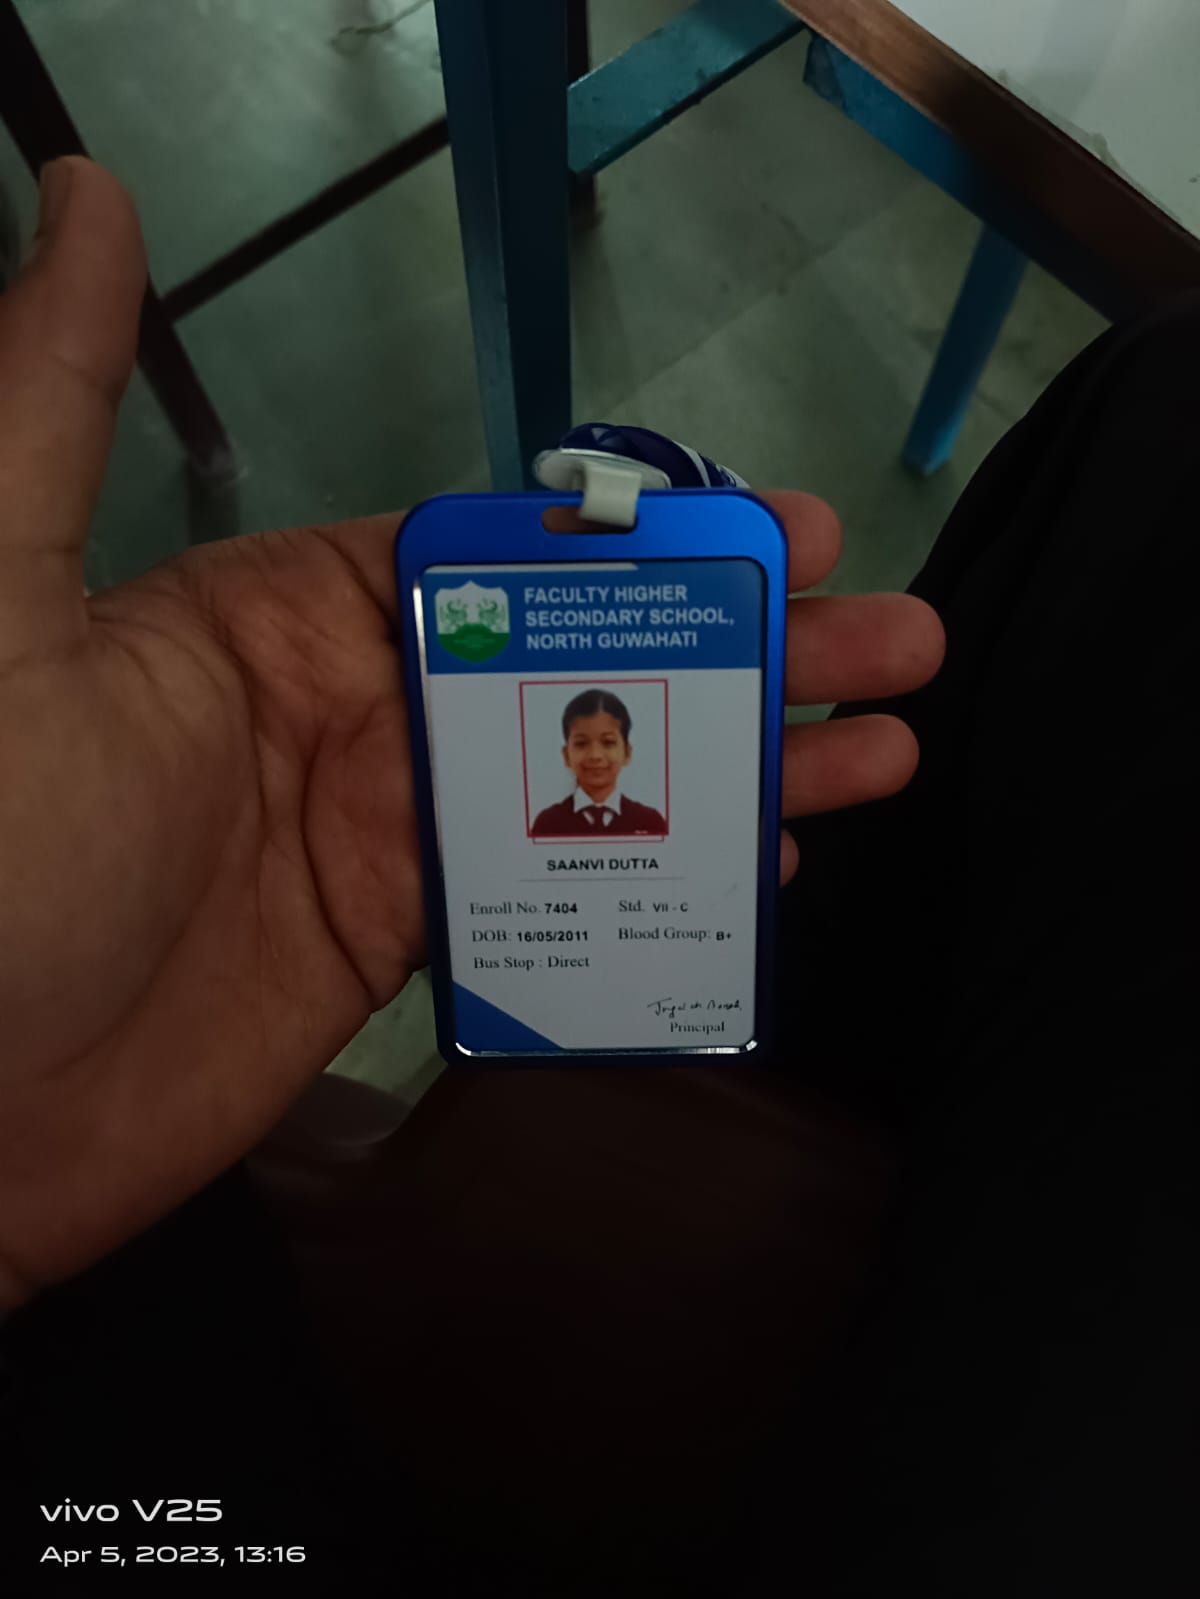 FACULTY HIGHER
SECONDARY SCHOOL,
NORTH GUWAHATI
SAANVI DUTTA
Enroll No. 7404 Std. VII - C
DOB: 16/05/2011 Blood Group: B+
Bus Stop : Direct
Principal
vivo V25
Apr 5, 2023, 13:16